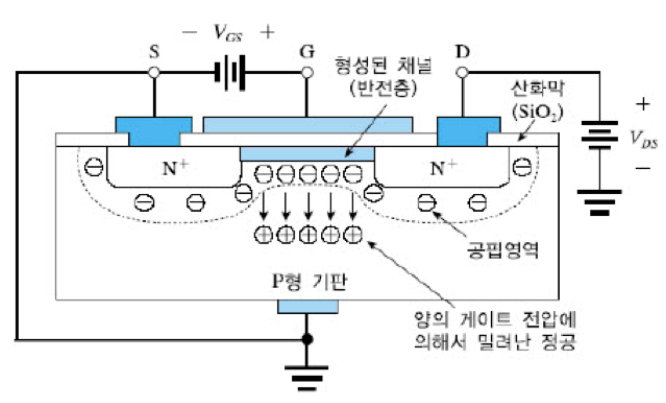 − V_GS +
S
G
D
형성된 채널
(반전층)
산화막
(SiO₂)
+
V_DS
−
N⁺
N⁺
공핍영역
P형 기판
양의 게이트 전압에
의해서 밀려난 정공